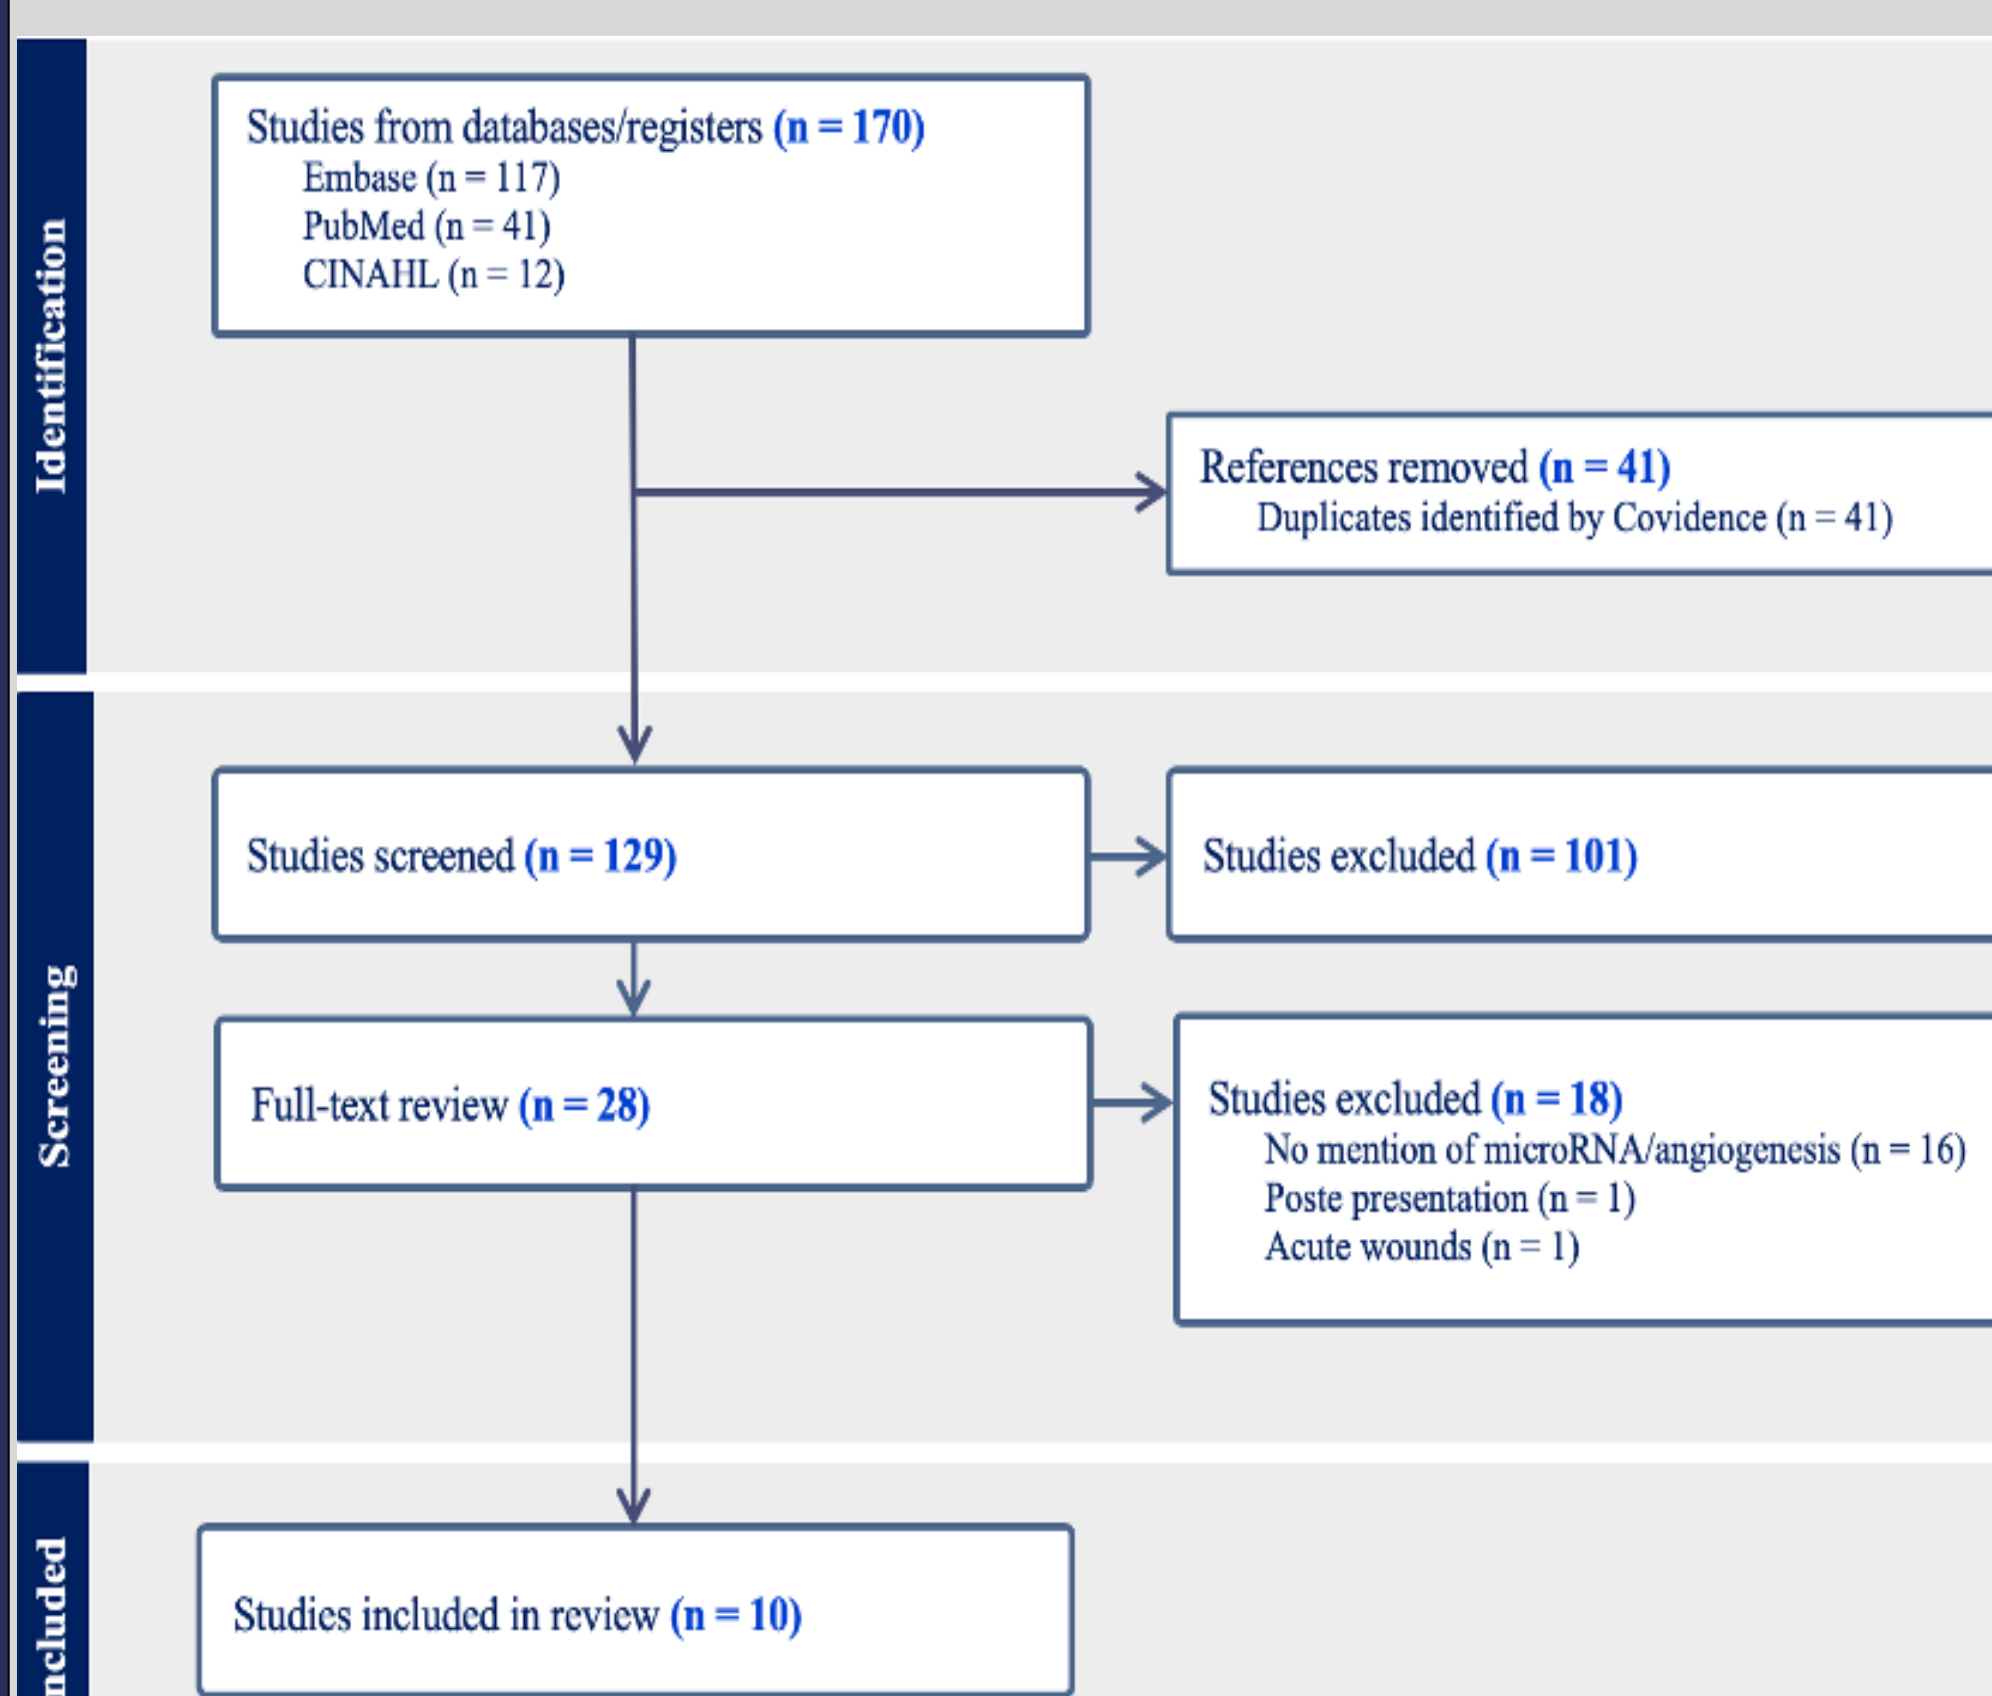 Identification
Studies from databases/registers (n = 170)
Embase (n = 117)
PubMed (n = 41)
CINAHL (n = 12)
References removed (n = 41)
Duplicates identified by Covidence (n = 41)
Screening
Studies screened (n = 129)
Studies excluded (n = 101)
Full-text review (n = 28)
Studies excluded (n = 18)
No mention of microRNA/angiogenesis (n = 16)
Poste presentation (n = 1)
Acute wounds (n = 1)
ncluded
Studies included in review (n = 10)